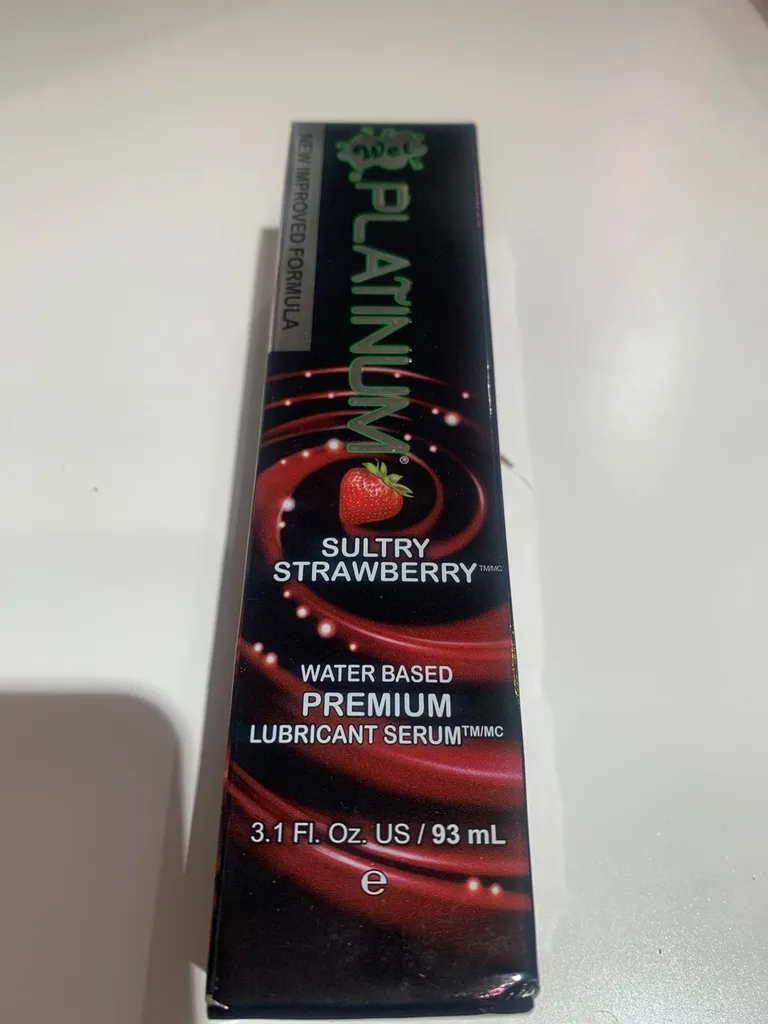 NEW IMPROVED FORMULA
Wet
PLATINUM®
SULTRY
STRAWBERRY™/MC
WATER BASED
PREMIUM
LUBRICANT SERUM™/MC
3.1 Fl. Oz. US / 93 mL
e